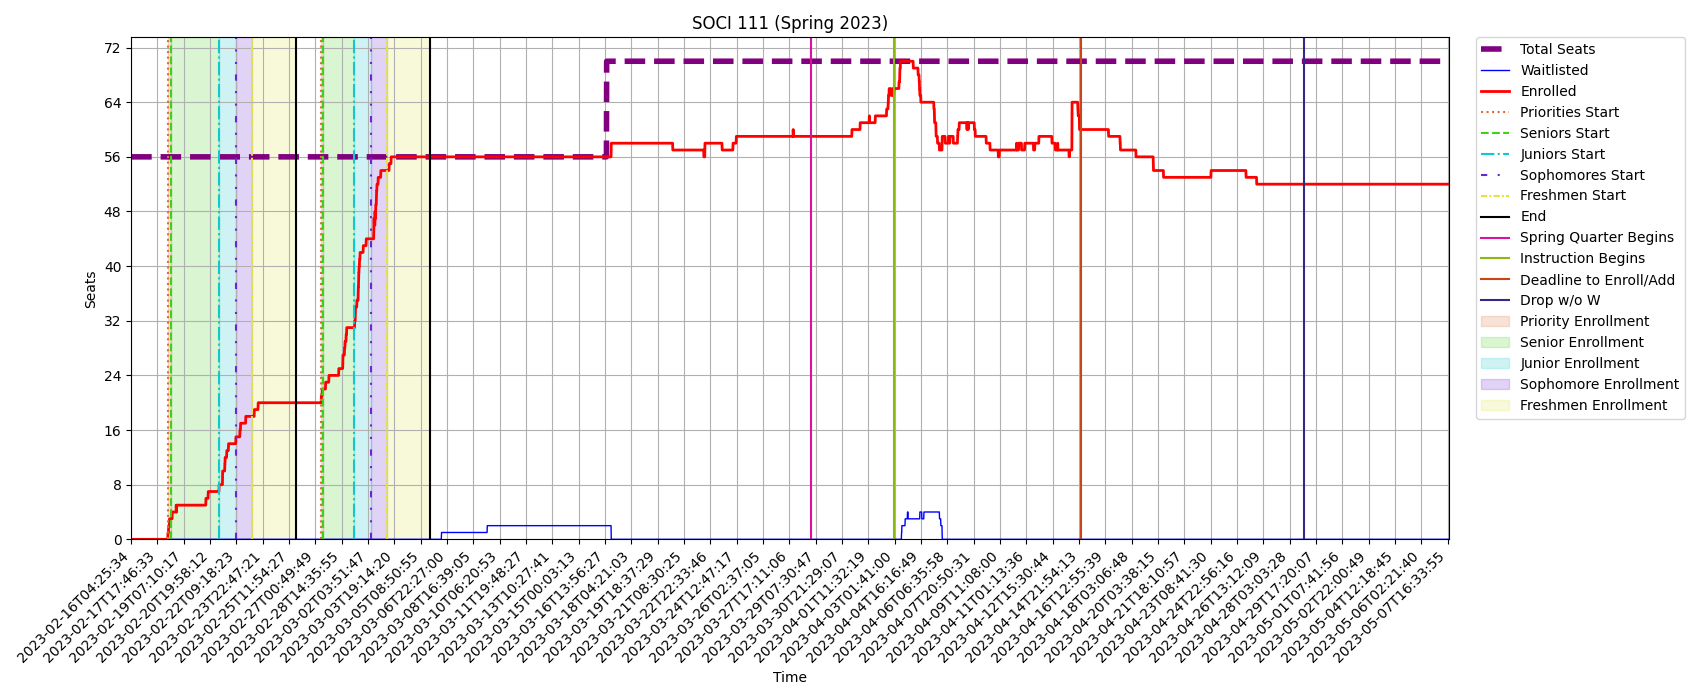 SOCI 111 (Spring 2023)
Seats
72
64
56
48
40
32
24
16
8
0
2023-02-16T04:25:34
2023-02-17T17:46:33
2023-02-19T07:10:17
2023-02-20T19:58:12
2023-02-22T09:18:23
2023-02-23T22:47:21
2023-02-25T11:54:27
2023-02-27T00:49:49
2023-02-28T14:35:55
2023-03-02T03:51:47
2023-03-03T19:14:20
2023-03-05T08:50:55
2023-03-06T22:27:00
2023-03-08T16:39:05
2023-03-10T06:20:53
2023-03-11T19:48:27
2023-03-13T10:27:41
2023-03-15T00:03:13
2023-03-16T13:56:27
2023-03-18T04:21:03
2023-03-19T18:37:29
2023-03-21T08:30:25
2023-03-22T22:33:46
2023-03-24T12:47:17
2023-03-26T02:37:05
2023-03-27T17:11:06
2023-03-29T07:30:47
2023-03-30T21:29:07
2023-04-01T11:32:19
2023-04-03T01:41:00
2023-04-04T16:16:49
2023-04-06T06:35:58
2023-04-07T20:50:31
2023-04-09T11:08:00
2023-04-11T01:13:36
2023-04-12T15:30:44
2023-04-14T21:54:13
2023-04-16T12:55:39
2023-04-18T03:06:48
2023-04-20T03:38:15
2023-04-21T18:10:57
2023-04-23T08:41:30
2023-04-24T22:56:16
2023-04-26T13:12:09
2023-04-28T03:03:28
2023-04-29T17:20:07
2023-05-01T07:41:56
2023-05-02T22:00:49
2023-05-04T12:18:45
2023-05-06T02:21:40
2023-05-07T16:33:55
Time
Total Seats
Waitlisted
Enrolled
Priorities Start
Seniors Start
Juniors Start
Sophomores Start
Freshmen Start
End
Spring Quarter Begins
Instruction Begins
Deadline to Enroll/Add
Drop w/o W
Priority Enrollment
Senior Enrollment
Junior Enrollment
Sophomore Enrollment
Freshmen Enrollment